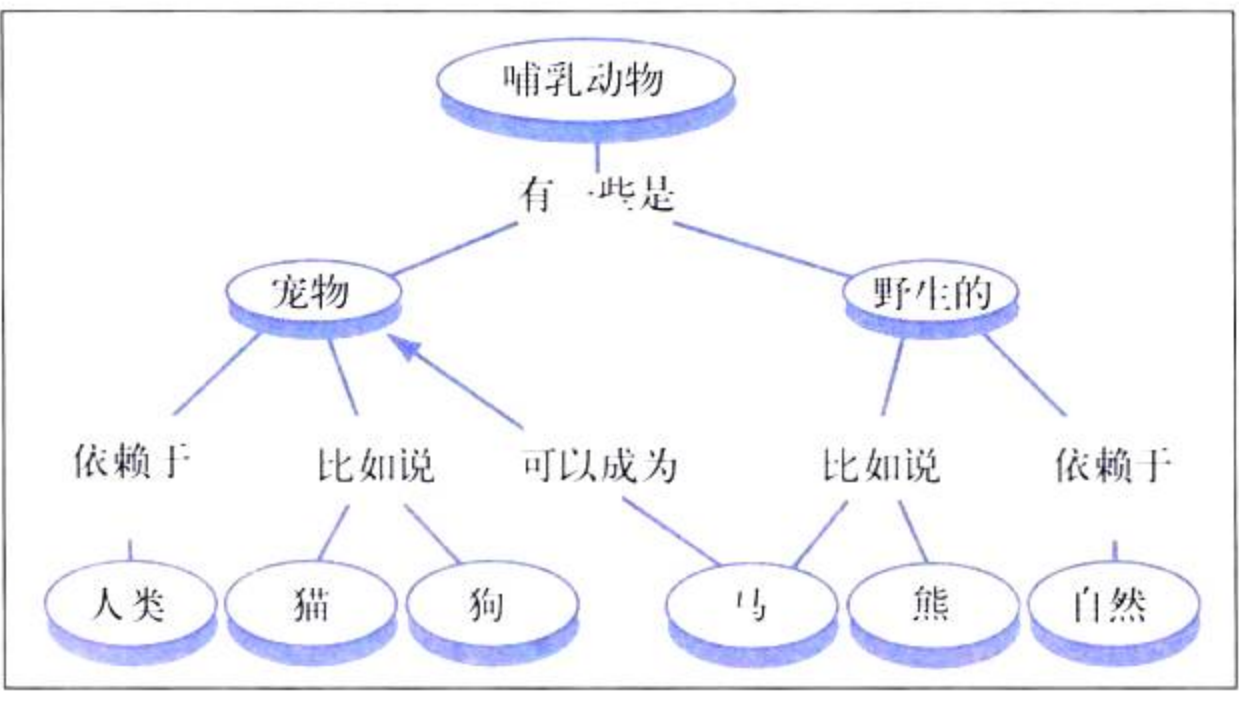 哺乳动物
有一些是
宠物 野生的
依赖于 比如说 可以成为 比如说 依赖于
人类 猫 狗 马 熊 自然